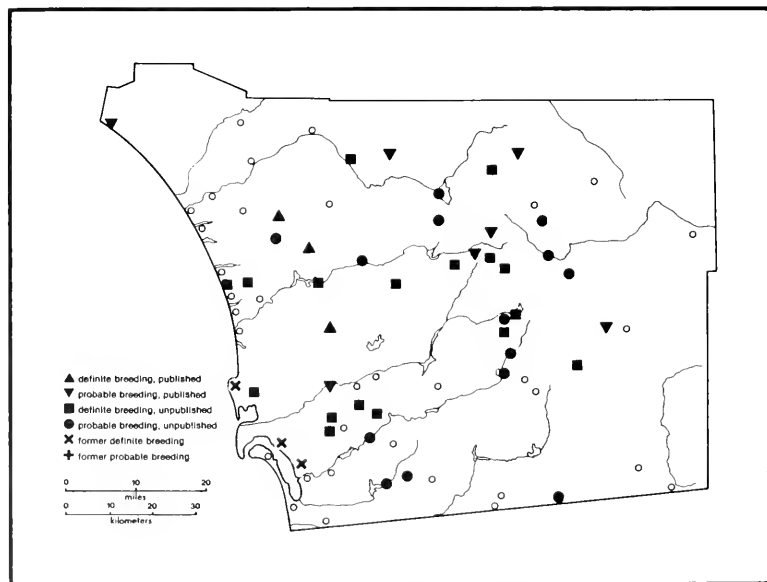 definite breeding, published
probable breeding, published
definite breeding, unpublished
probable breeding, unpublished
former definite breeding
former probable breeding
0 10 20
miles
0 10 20 30
kilometers